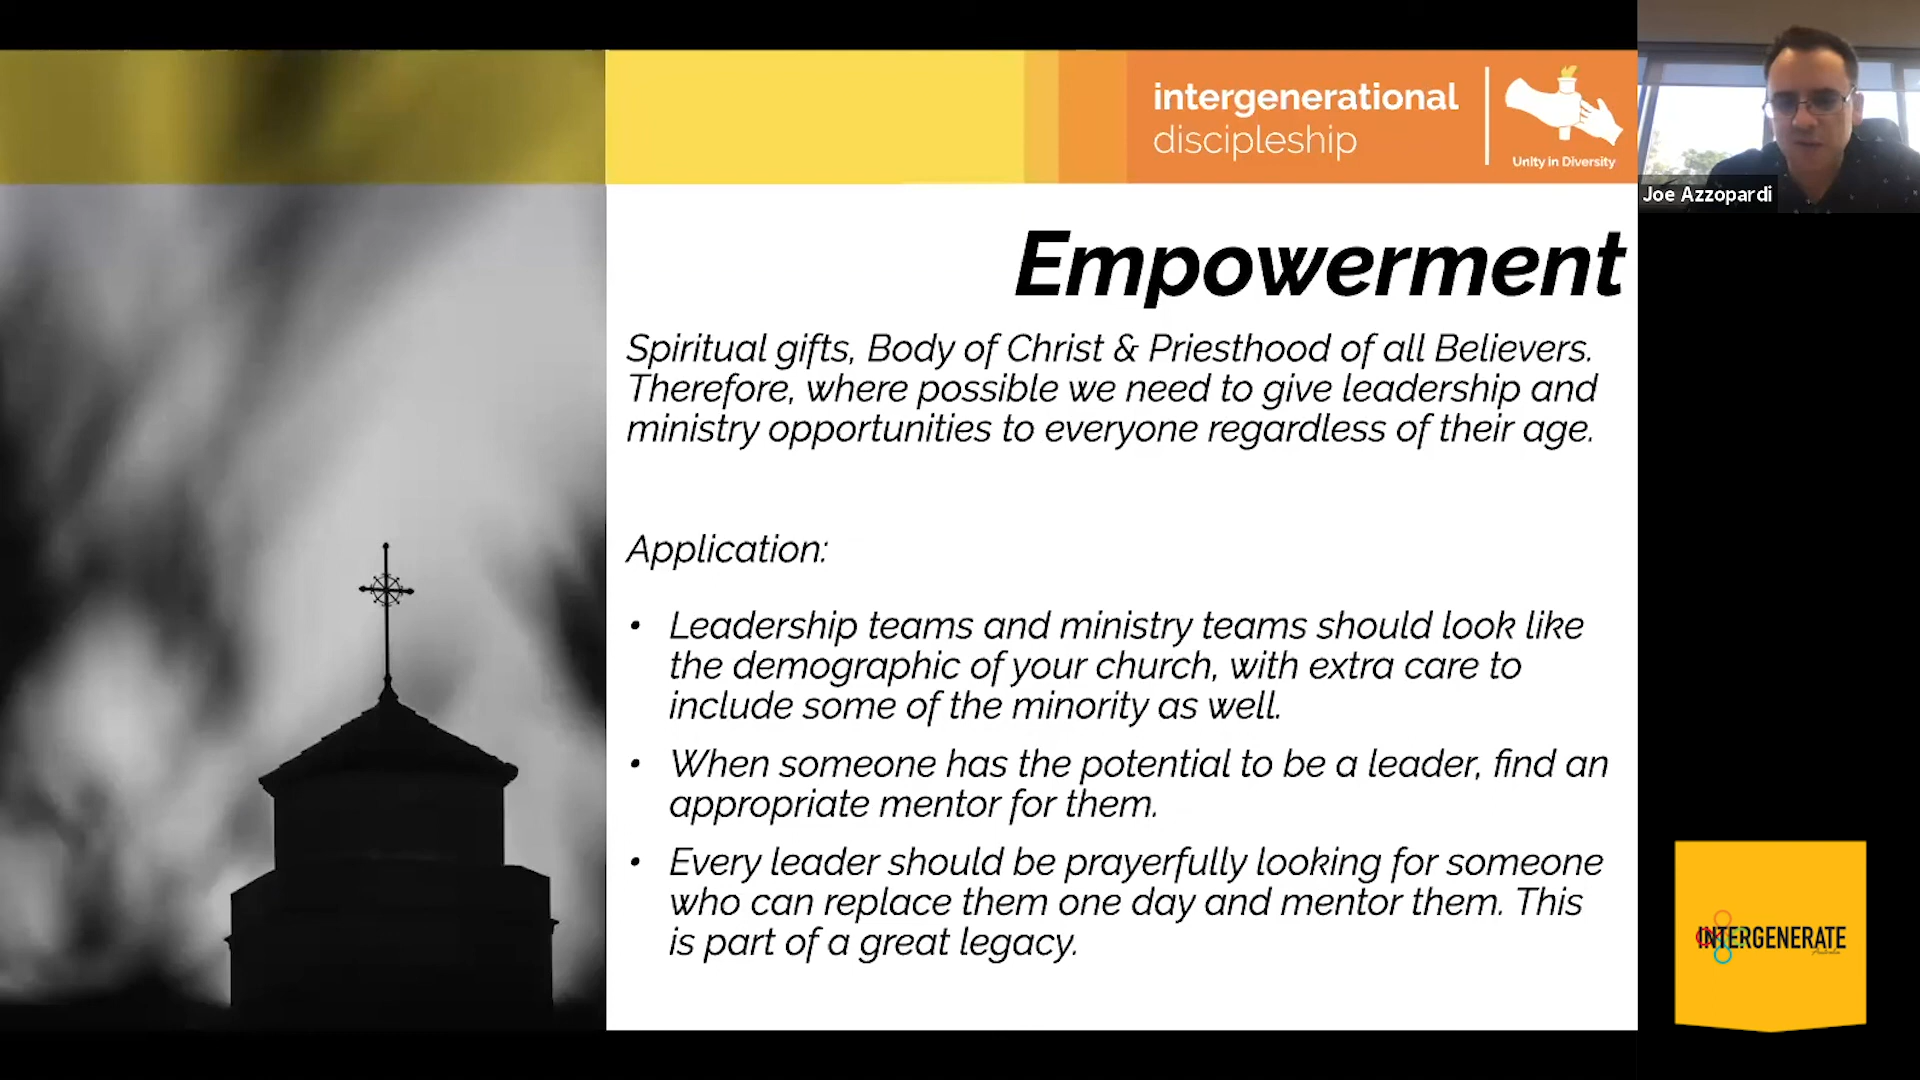 intergenerational
discipleship
Unity in Diversity
Joe Azzopardi
Empowerment
Spiritual gifts, Body of Christ & Priesthood of all Believers.
Therefore, where possible we need to give leadership and
ministry opportunities to everyone regardless of their age.
Application:
• Leadership teams and ministry teams should look like
the demographic of your church, with extra care to
include some of the minority as well.
• When someone has the potential to be a leader, find an
appropriate mentor for them.
• Every leader should be prayerfully looking for someone
who can replace them one day and mentor them. This
is part of a great legacy.
INTERGENERATE
Australia